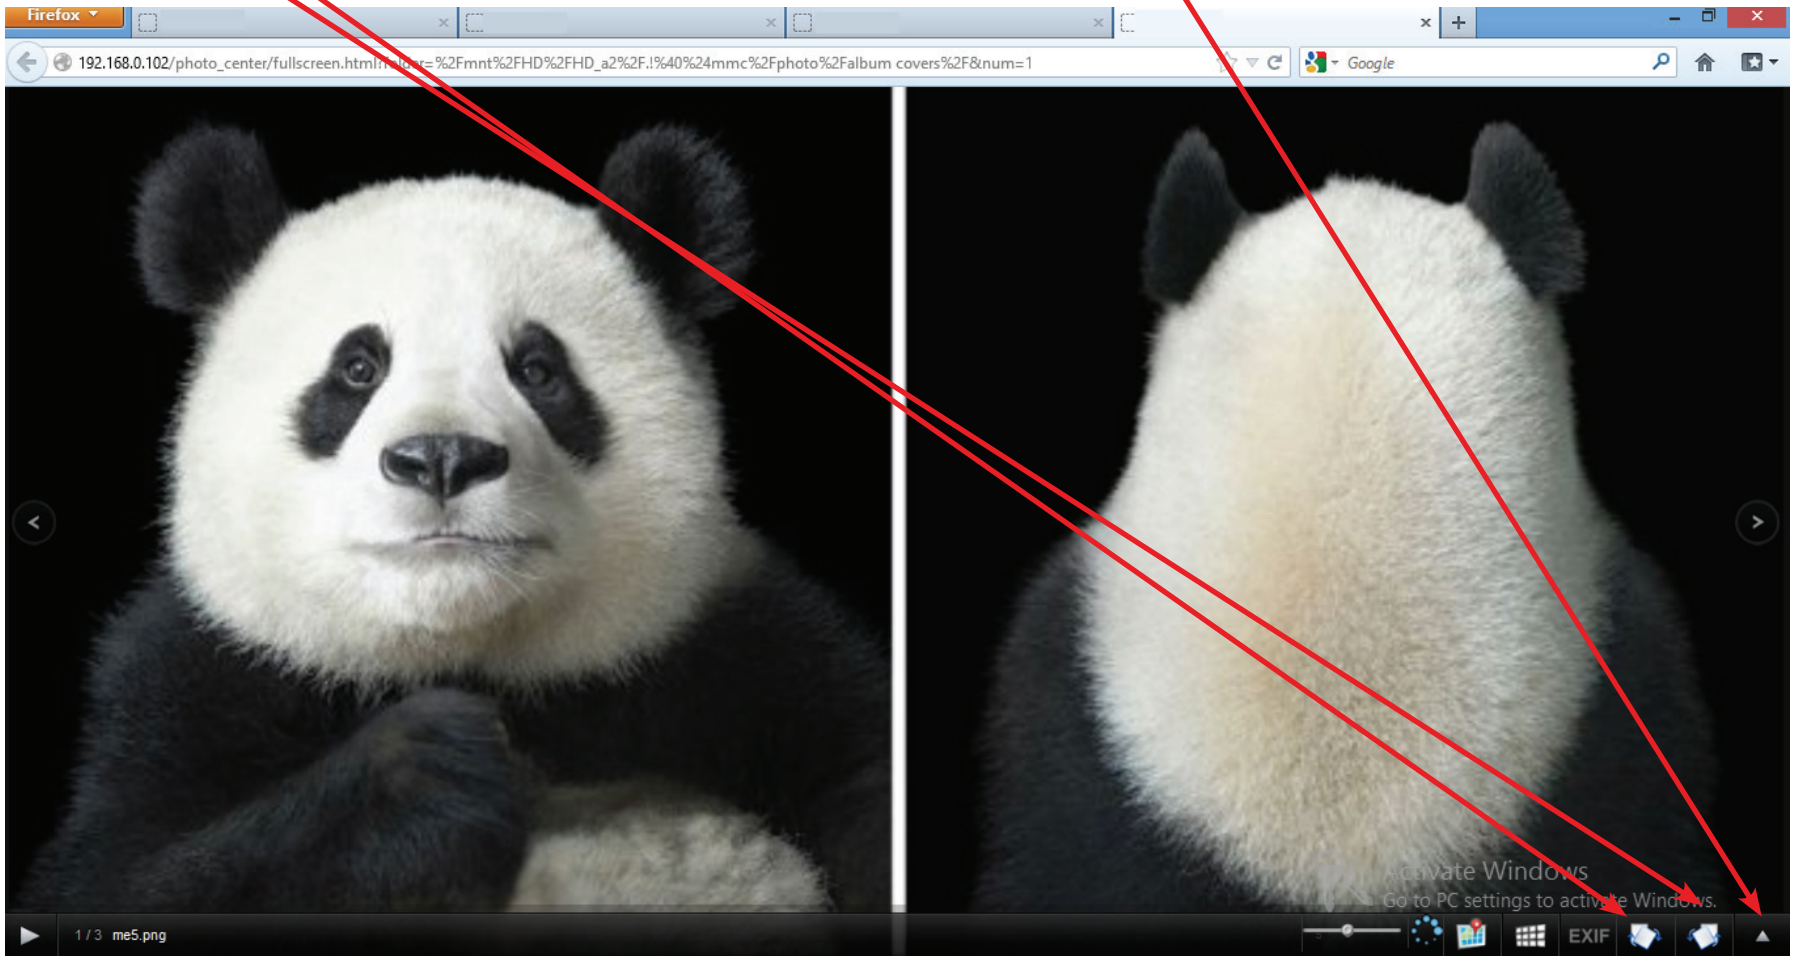 Firefox
192.168.0.102/photo_center/fullscreen.html?folder=%2Fmnt%2FHD%2FHD_a2%2F.!%40%24mmc%2Fphoto%2Falbum covers%2F&num=1
Google
Activate Windows
Go to PC settings to activate Windows.
1 / 3 me5.png
EXIF